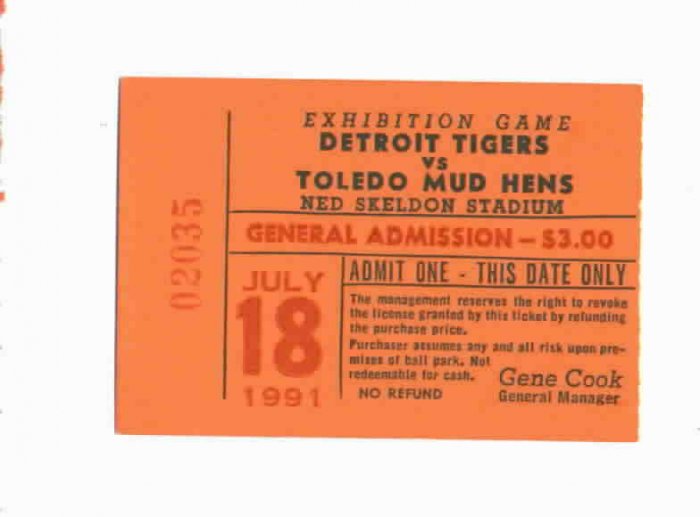 02035
EXHIBITION GAME
DETROIT TIGERS
VS
TOLEDO MUD HENS
NED SKELDON STADIUM
GENERAL ADMISSION – $3.00
JULY
18
1991
ADMIT ONE - THIS DATE ONLY
The management reserves the right to revoke
the license granted by this ticket by refunding
the purchase price.
Purchaser assumes any and all risk upon pre-
mises of ball park. Not
redeemable for cash.
NO REFUND
Gene Cook
General Manager